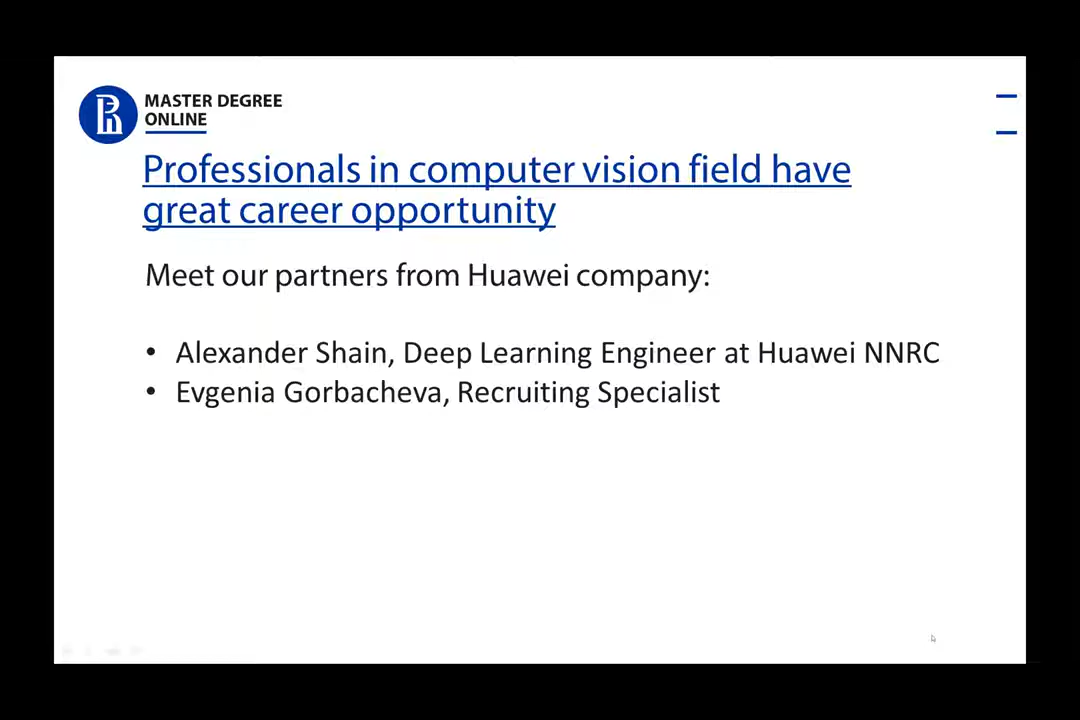 MASTER DEGREE
ONLINE
Professionals in computer vision field have
great career opportunity
Meet our partners from Huawei company:
• Alexander Shain, Deep Learning Engineer at Huawei NNRC
• Evgenia Gorbacheva, Recruiting Specialist